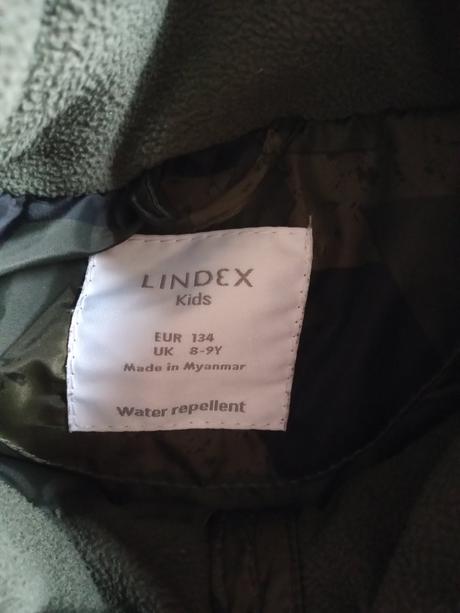 LINDEX
Kids
EUR 134
UK 8-9Y
Made in Myanmar
Water repellent